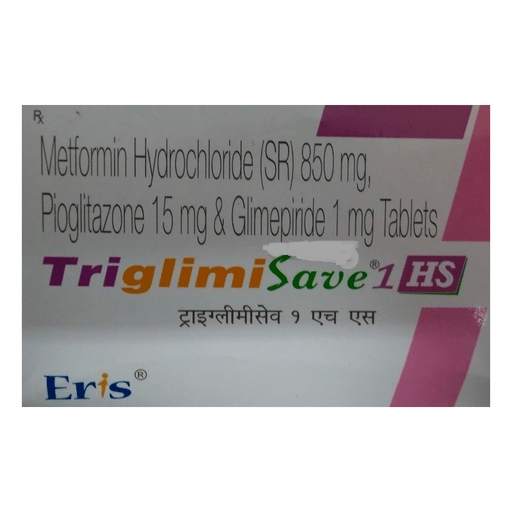 Rx
Metformin Hydrochloride (SR) 850 mg,
Pioglitazone 15 mg & Glimepiride 1 mg Tablets
TriglimiSave® 1 HS
ट्राइग्लीमीसेव १ एच एस
Eris®